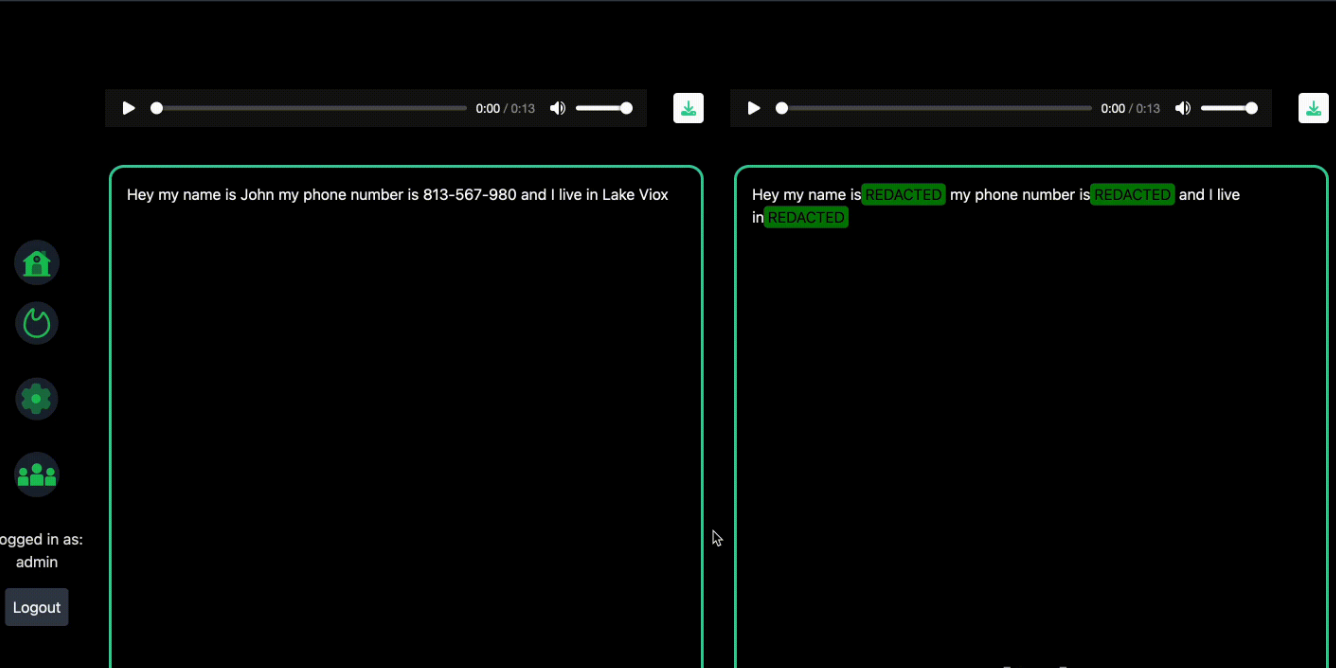 0:00 / 0:13
0:00 / 0:13
Hey my name is John my phone number is 813-567-980 and I live in Lake Viox
Hey my name is REDACTED my phone number is REDACTED and I live
in REDACTED
ogged in as:
admin
Logout